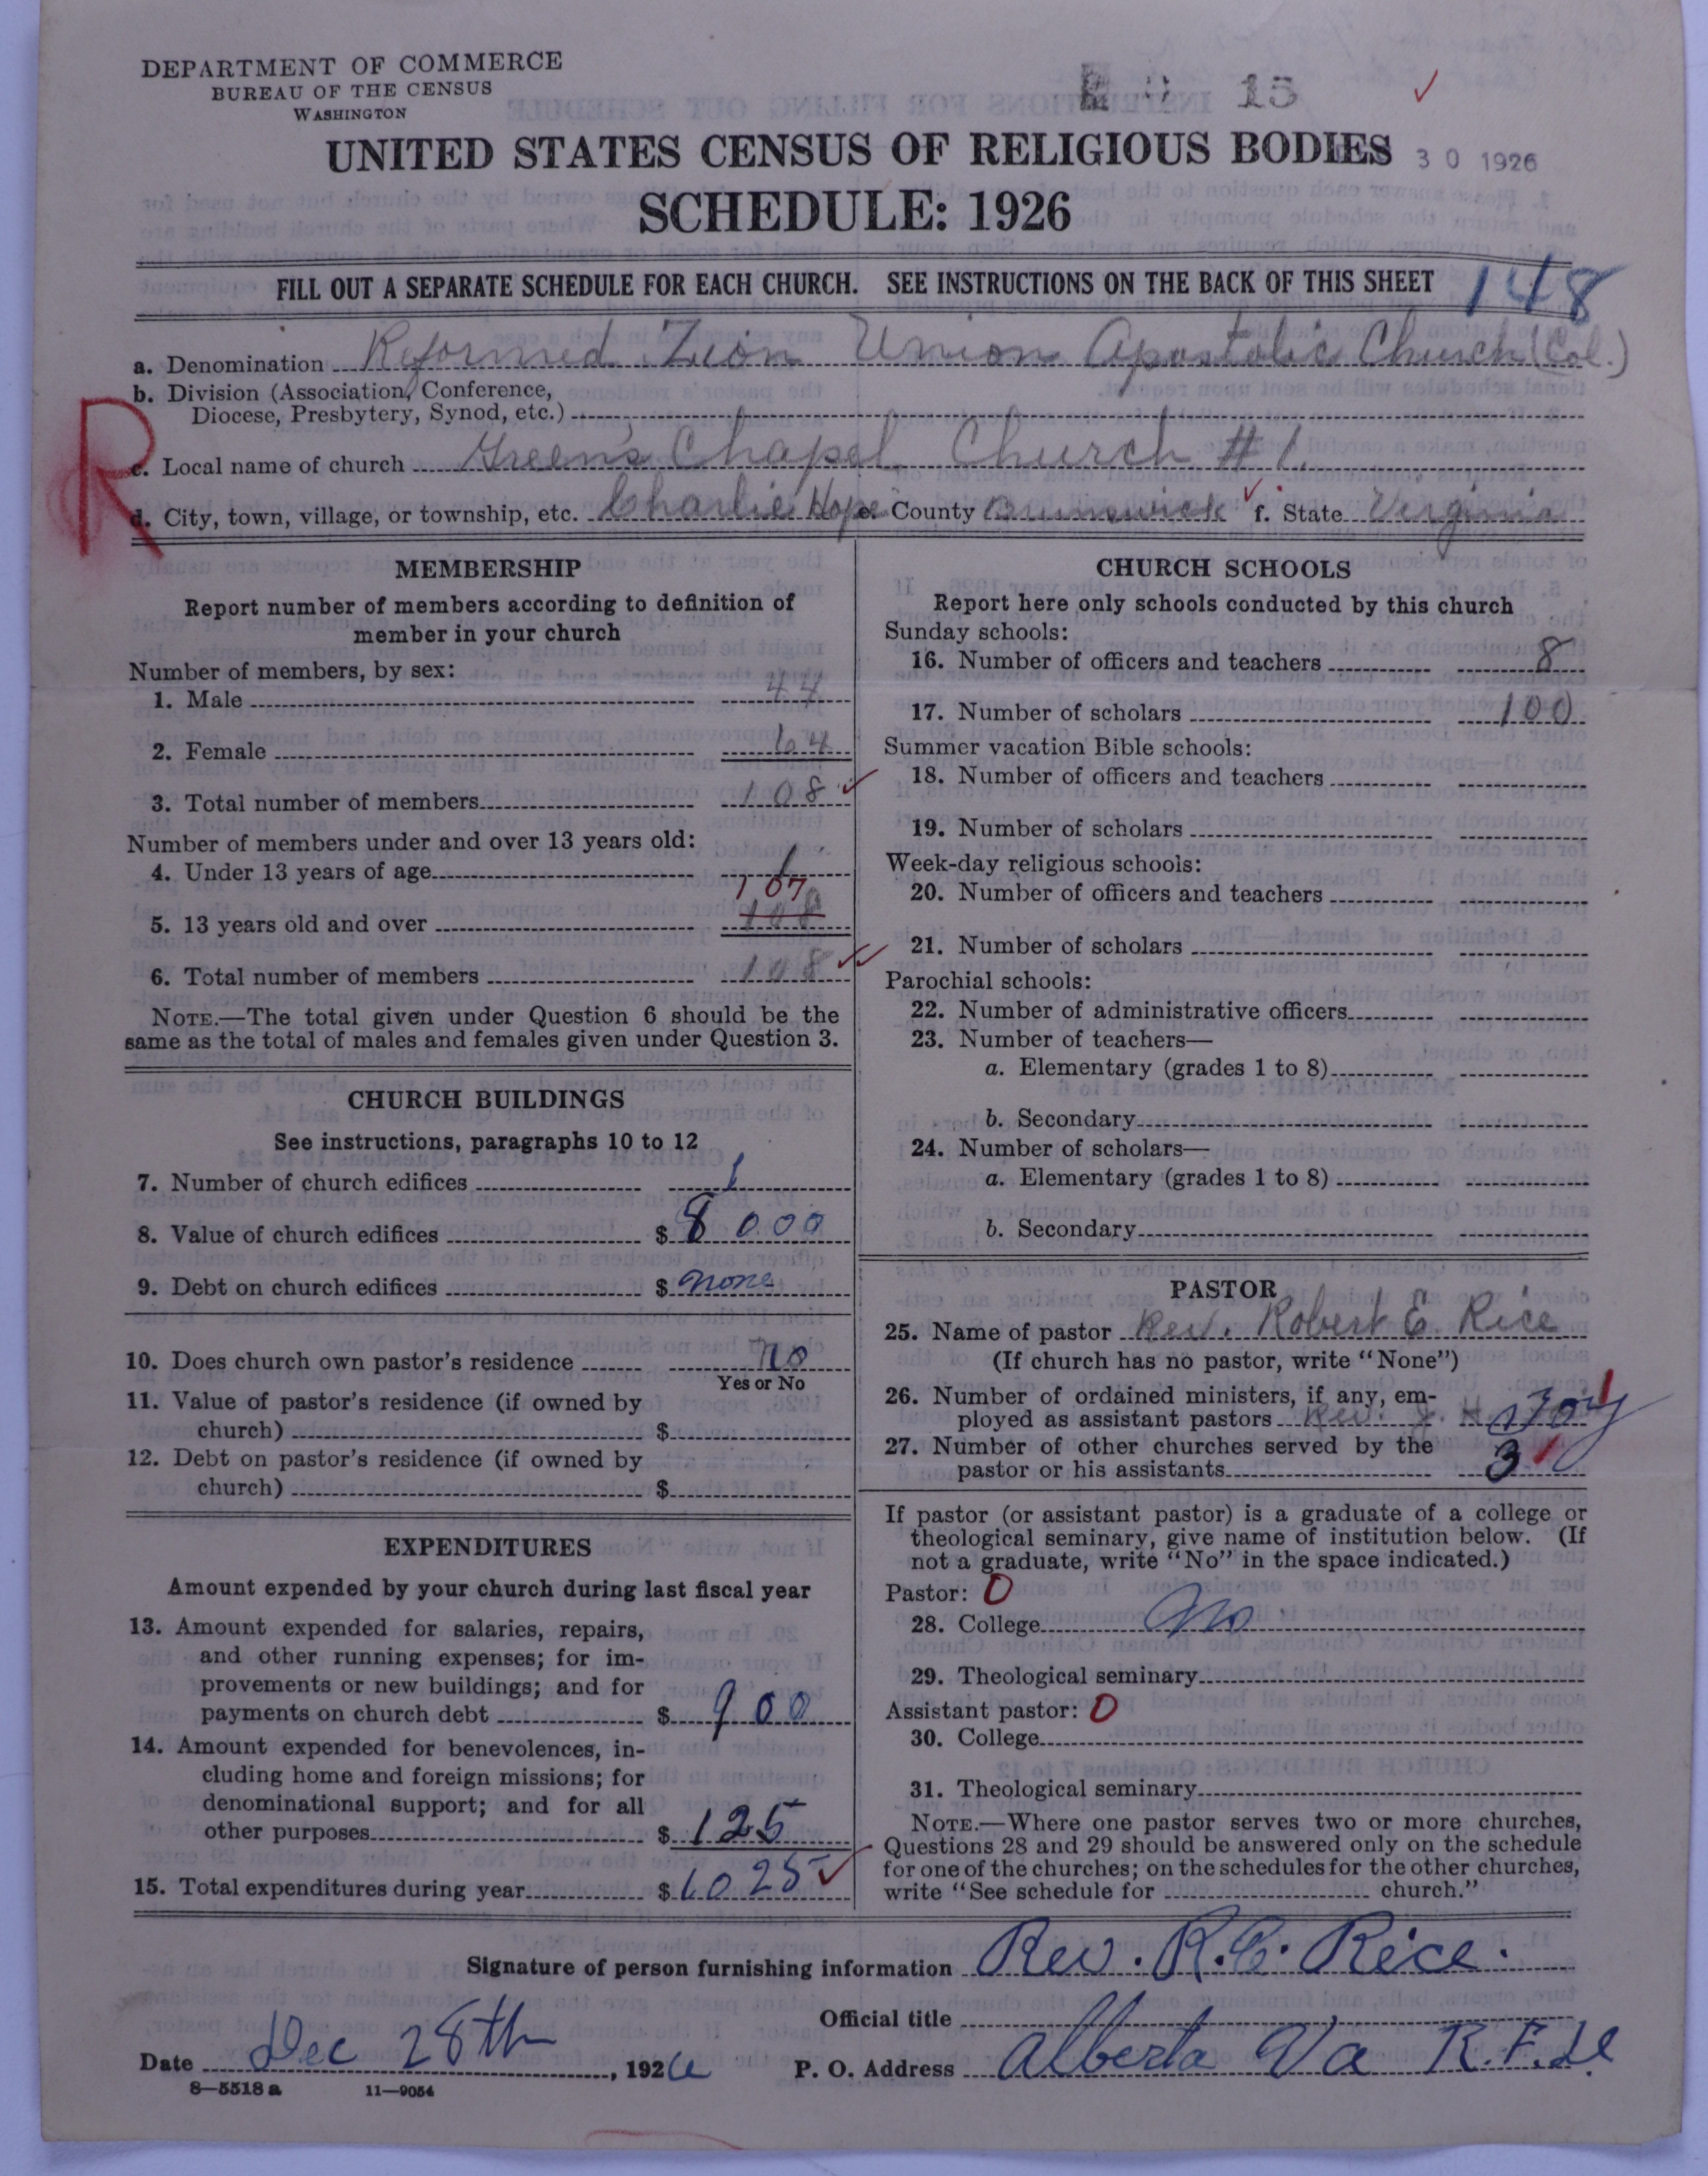 DEPARTMENT OF COMMERCE
BUREAU OF THE CENSUS
WASHINGTON
15
UNITED STATES CENSUS OF RELIGIOUS BODIES
30 1926
SCHEDULE: 1926
FILL OUT A SEPARATE SCHEDULE FOR EACH CHURCH. SEE INSTRUCTIONS ON THE BACK OF THIS SHEET
148
a. Denomination Reformed Zion Union Apostolic Church (Col.)
b. Division (Association, Conference,
Diocese, Presbytery, Synod, etc.)
R
c. Local name of church Green's Chapel Church # 1.
d. City, town, village, or township, etc. Charlie Hope e. County Brunswick f. State Virginia
MEMBERSHIP
Report number of members according to definition of
member in your church
Number of members, by sex:
1. Male 44
2. Female 64
3. Total number of members 108
Number of members under and over 13 years old:
4. Under 13 years of age 1
107
5. 13 years old and over 108
6. Total number of members 108
NOTE.—The total given under Question 6 should be the
same as the total of males and females given under Question 3.
CHURCH BUILDINGS
See instructions, paragraphs 10 to 12
7. Number of church edifices 1
8. Value of church edifices $ 8000
9. Debt on church edifices $ none
10. Does church own pastor's residence No
Yes or No
11. Value of pastor's residence (if owned by
church) $
12. Debt on pastor's residence (if owned by
church) $
EXPENDITURES
Amount expended by your church during last fiscal year
13. Amount expended for salaries, repairs,
and other running expenses; for im-
provements or new buildings; and for
payments on church debt $ 900
14. Amount expended for benevolences, in-
cluding home and foreign missions; for
denominational support; and for all
other purposes $ 125
15. Total expenditures during year $ 1025
CHURCH SCHOOLS
Report here only schools conducted by this church
Sunday schools:
16. Number of officers and teachers 8
17. Number of scholars 100
Summer vacation Bible schools:
18. Number of officers and teachers
19. Number of scholars
Week-day religious schools:
20. Number of officers and teachers
21. Number of scholars
Parochial schools:
22. Number of administrative officers
23. Number of teachers—
a. Elementary (grades 1 to 8)
b. Secondary
24. Number of scholars—
a. Elementary (grades 1 to 8)
b. Secondary
PASTOR
25. Name of pastor Rev. Robert E. Rice
(If church has no pastor, write "None")
26. Number of ordained ministers, if any, em-
ployed as assistant pastors Rev. J. H. 1
27. Number of other churches served by the
pastor or his assistants 3
If pastor (or assistant pastor) is a graduate of a college or
theological seminary, give name of institution below. (If
not a graduate, write "No" in the space indicated.)
Pastor: 0
28. College No
29. Theological seminary
Assistant pastor: 0
30. College
31. Theological seminary
NOTE.—Where one pastor serves two or more churches,
Questions 28 and 29 should be answered only on the schedule
for one of the churches; on the schedules for the other churches,
write "See schedule for church."
Signature of person furnishing information Rev. R. E. Rice.
Official title
Date Dec 28th, 1926 P. O. Address Alberta Va R.F.D.
8—5518 a 11—9054